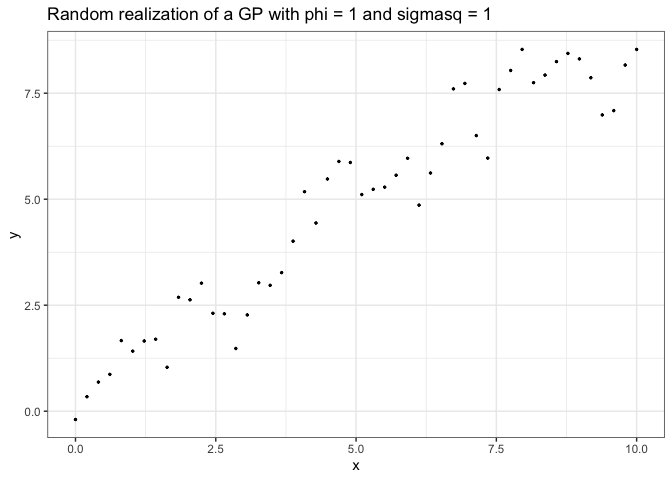 Random realization of a GP with phi = 1 and sigmasq = 1
7.5
5.0
2.5
0.0
y
0.0 2.5 5.0 7.5 10.0
x